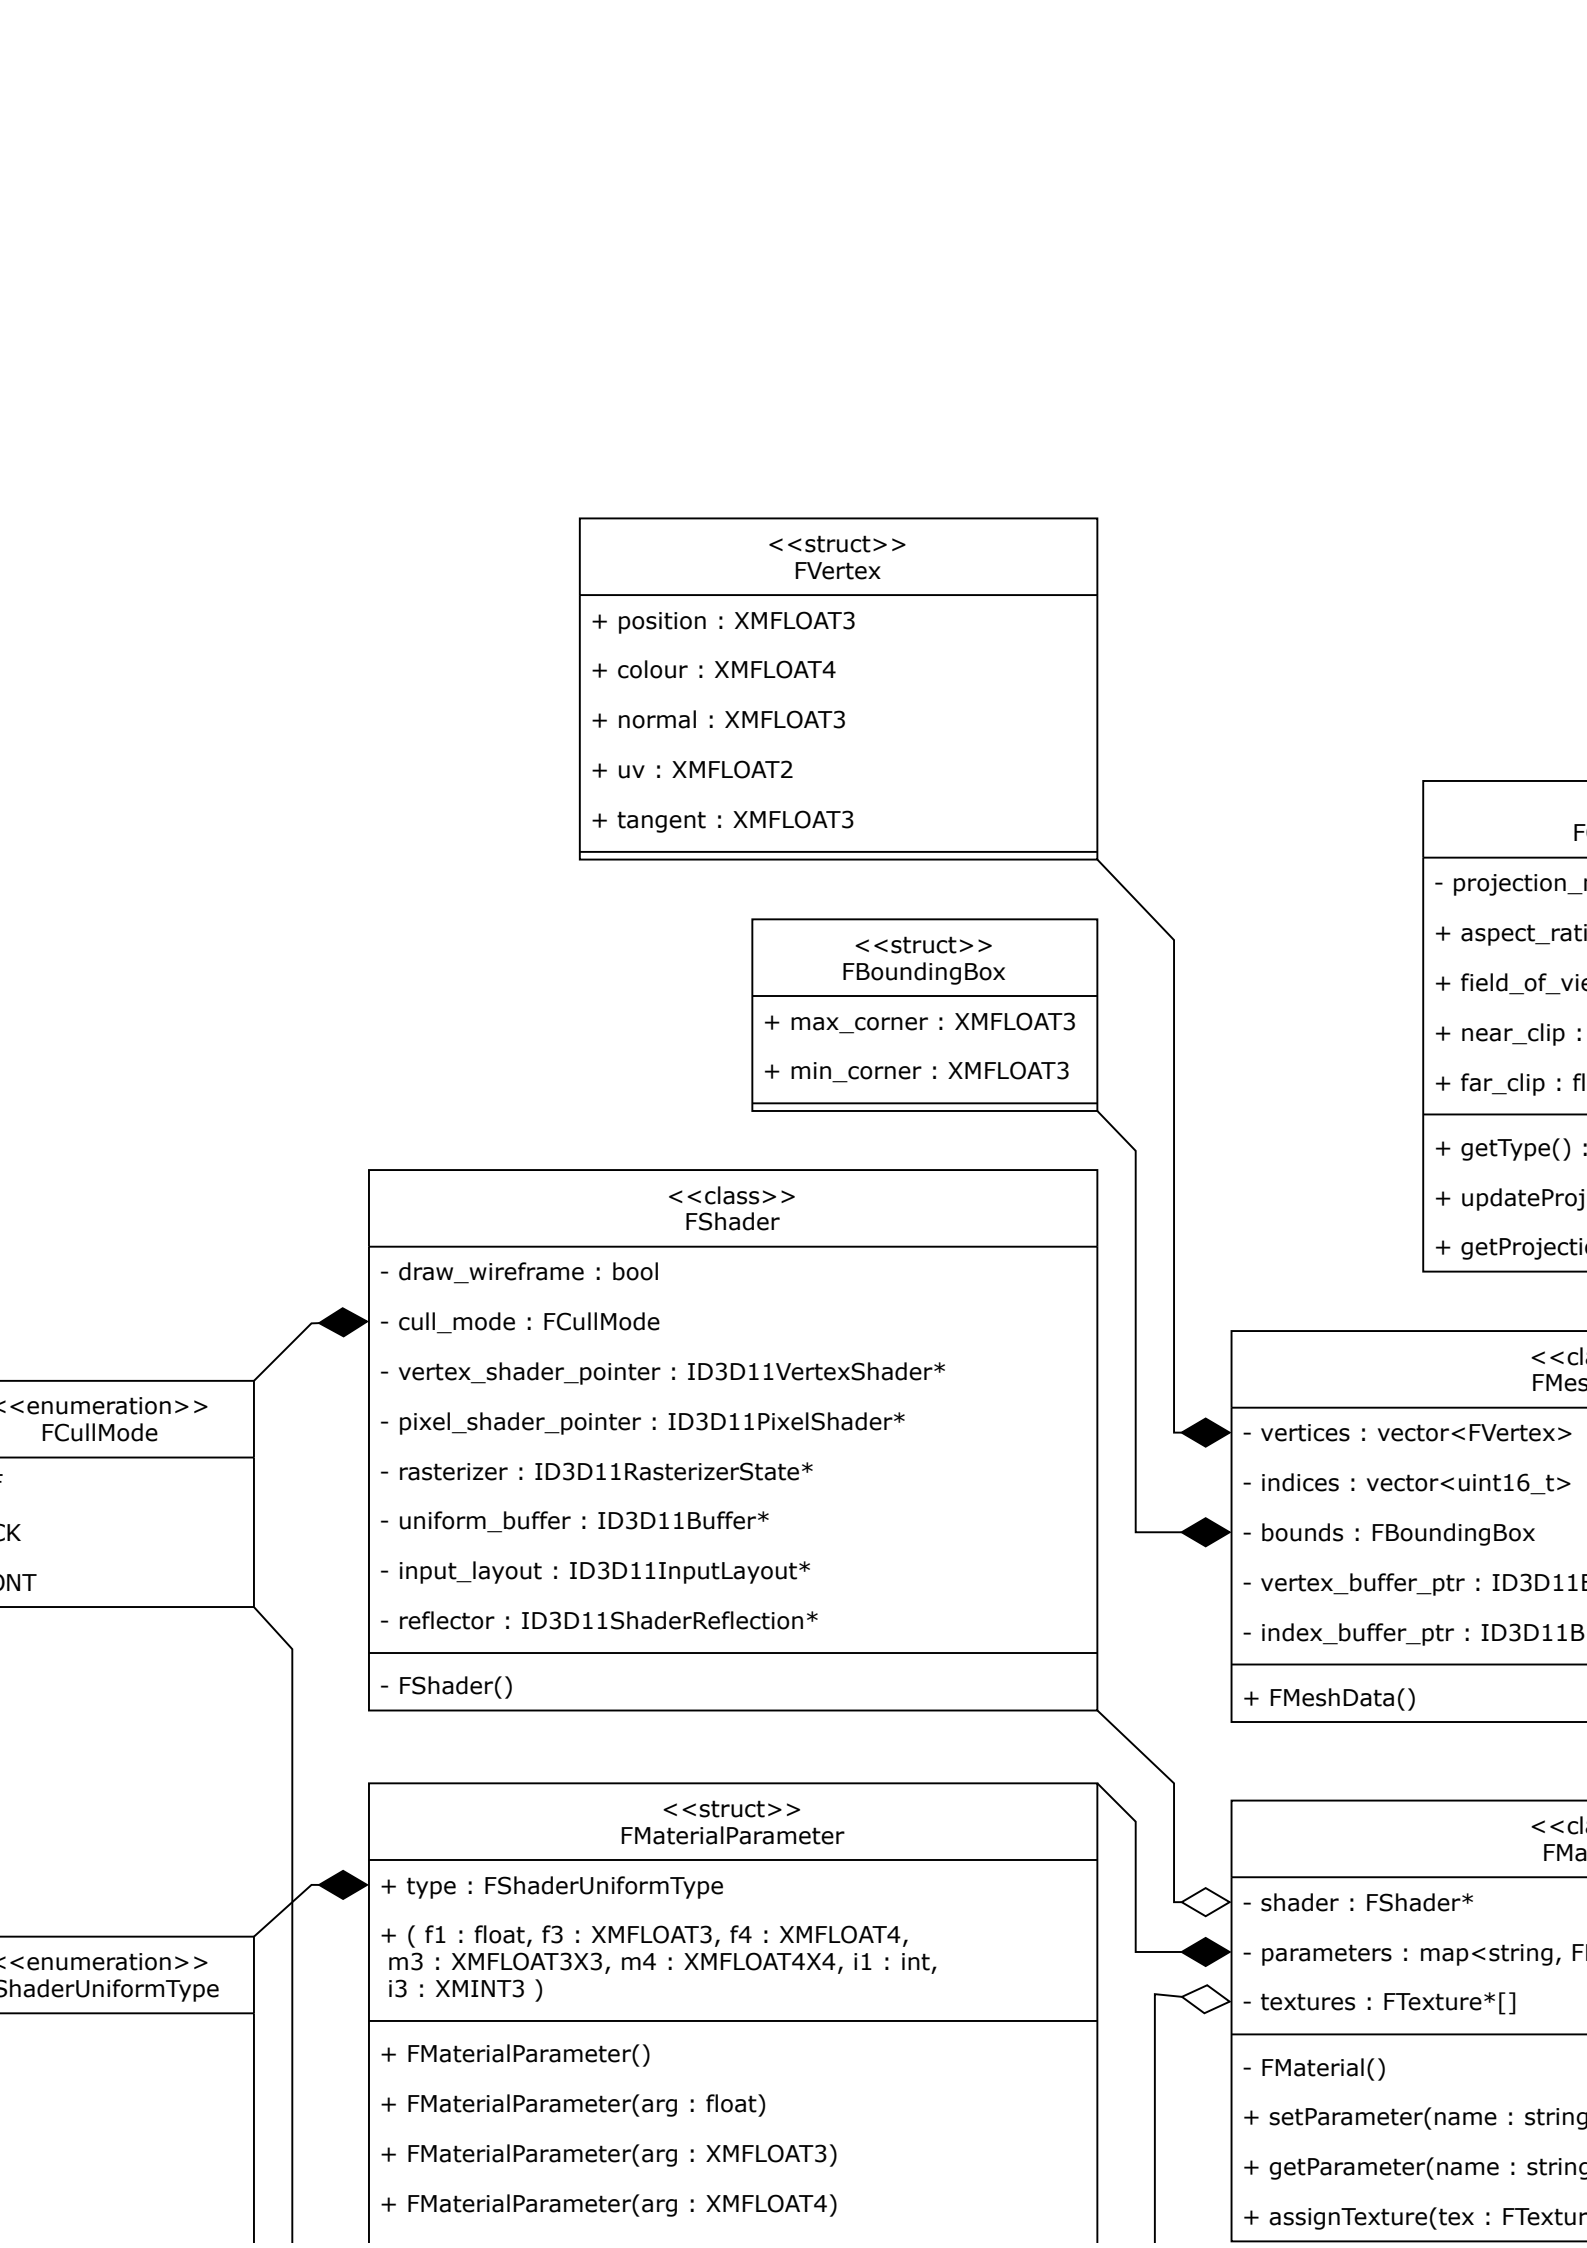 <<struct>>
FVertex
+ position : XMFLOAT3
+ colour : XMFLOAT4
+ normal : XMFLOAT3
+ uv : XMFLOAT2
+ tangent : XMFLOAT3
<<struct>>
FBoundingBox
+ max_corner : XMFLOAT3
+ min_corner : XMFLOAT3
- projection_
+ aspect_rati
+ field_of_vi
+ near_clip :
+ far_clip : fl
+ getType() :
+ updateProj
+ getProjecti
<<class>>
FShader
- draw_wireframe : bool
- cull_mode : FCullMode
- vertex_shader_pointer : ID3D11VertexShader*
- pixel_shader_pointer : ID3D11PixelShader*
- rasterizer : ID3D11RasterizerState*
- uniform_buffer : ID3D11Buffer*
- input_layout : ID3D11InputLayout*
- reflector : ID3D11ShaderReflection*
- FShader()
<<enumeration>>
FCullMode
CK
ONT
<<cl
FMes
- vertices : vector<FVertex>
- indices : vector<uint16_t>
- bounds : FBoundingBox
- vertex_buffer_ptr : ID3D11
- index_buffer_ptr : ID3D11B
+ FMeshData()
<<struct>>
FMaterialParameter
+ type : FShaderUniformType
+ ( f1 : float, f3 : XMFLOAT3, f4 : XMFLOAT4,
m3 : XMFLOAT3X3, m4 : XMFLOAT4X4, i1 : int,
i3 : XMINT3 )
+ FMaterialParameter()
+ FMaterialParameter(arg : float)
+ FMaterialParameter(arg : XMFLOAT3)
+ FMaterialParameter(arg : XMFLOAT4)
<<enumeration>>
ShaderUniformType
<<cl
FMa
- shader : FShader*
- parameters : map<string, F
- textures : FTexture*[]
- FMaterial()
+ setParameter(name : string
+ getParameter(name : string
+ assignTexture(tex : FTextur